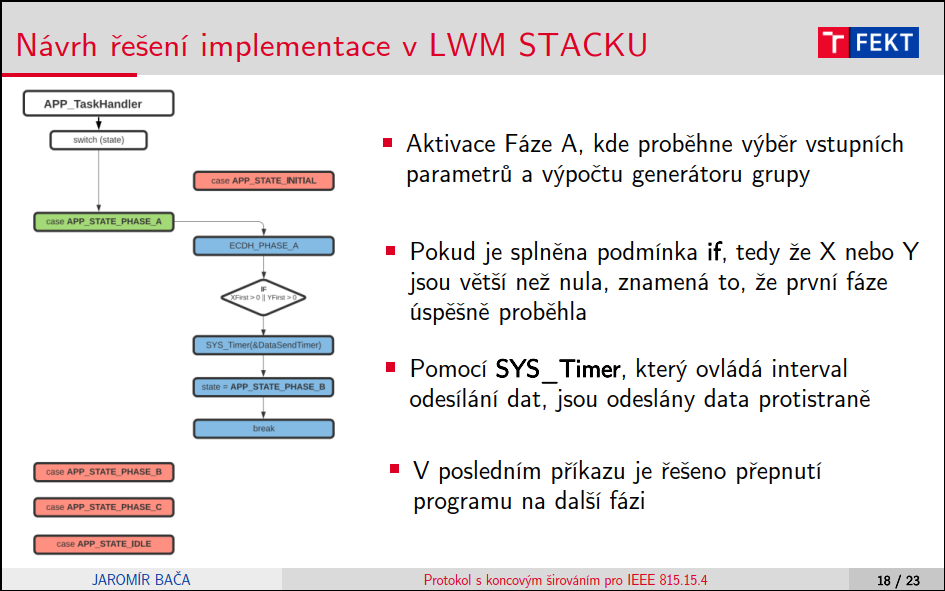 Návrh řešení implementace v LWM STACKU
T FEKT
APP_TaskHandler
switch (state)
case APP_STATE_INITIAL
case APP_STATE_PHASE_A
ECDH_PHASE_A
IF
XFirst > 0 || YFirst > 0
SYS_Timer(&DataSendTimer)
state = APP_STATE_PHASE_B
break
case APP_STATE_PHASE_B
case APP_STATE_PHASE_C
case APP_STATE_IDLE
Aktivace Fáze A, kde proběhne výběr vstupních
parametrů a výpočtu generátoru grupy
Pokud je splněna podmínka if, tedy že X nebo Y
jsou větší než nula, znamená to, že první fáze
úspěšně proběhla
Pomocí SYS_Timer, který ovládá interval
odesílání dat, jsou odeslány data protistraně
V posledním příkazu je řešeno přepnutí
programu na další fázi
JAROMÍR BAČA
Protokol s koncovým širováním pro IEEE 815.15.4
18 / 23